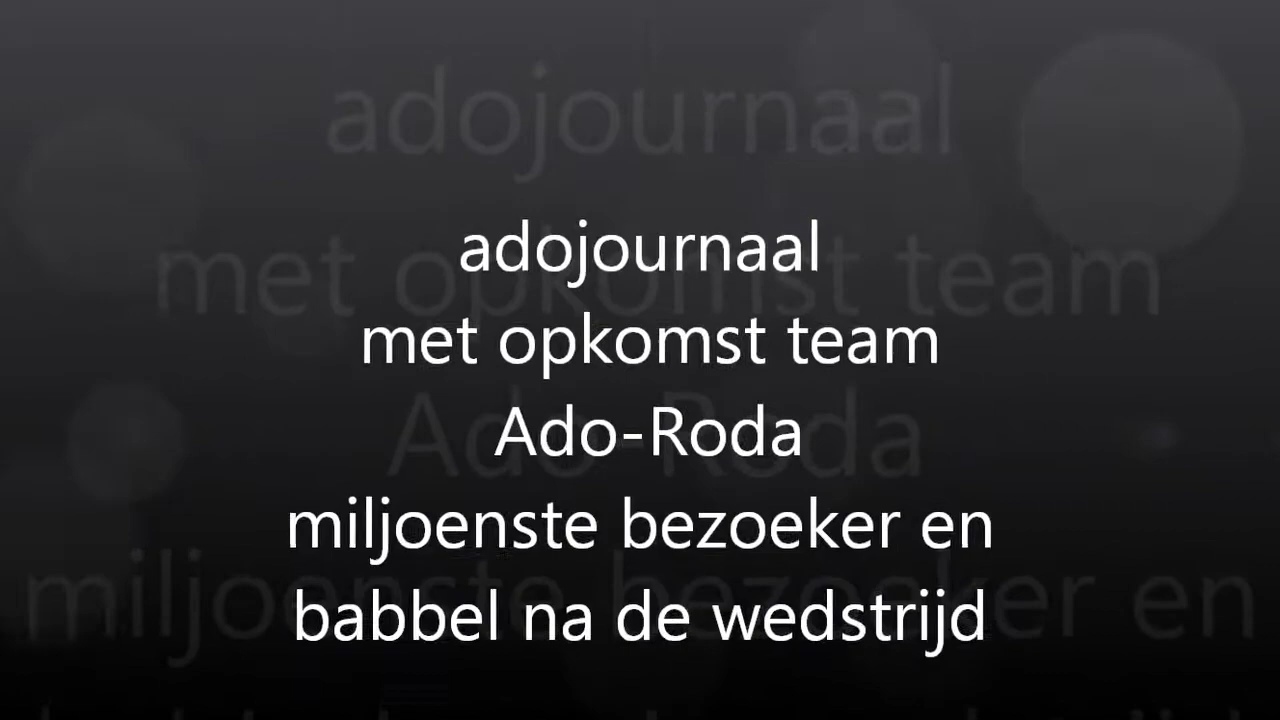 adojournaal
met opkomst team
Ado-Roda
miljoenste bezoeker en
babbel na de wedstrijd